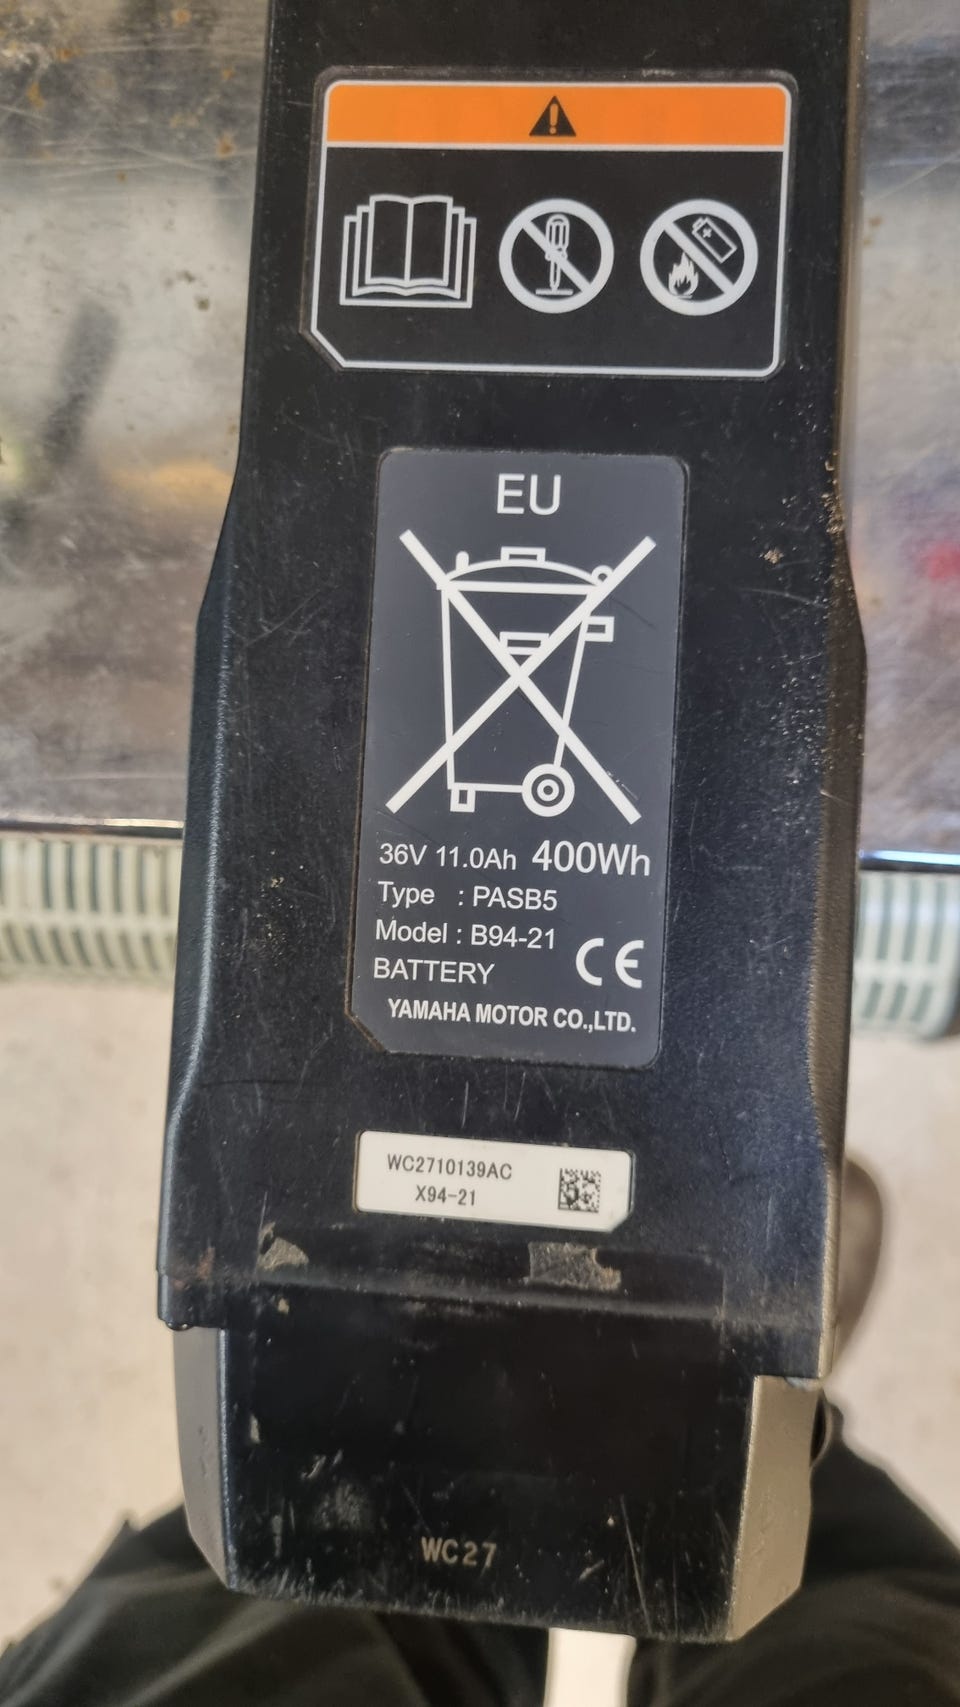 EU
36V 11.0Ah 400Wh
Type : PASB5
Model : B94-21
BATTERY CE
YAMAHA MOTOR CO.,LTD.
WC2710139AC
X94-21
WC27